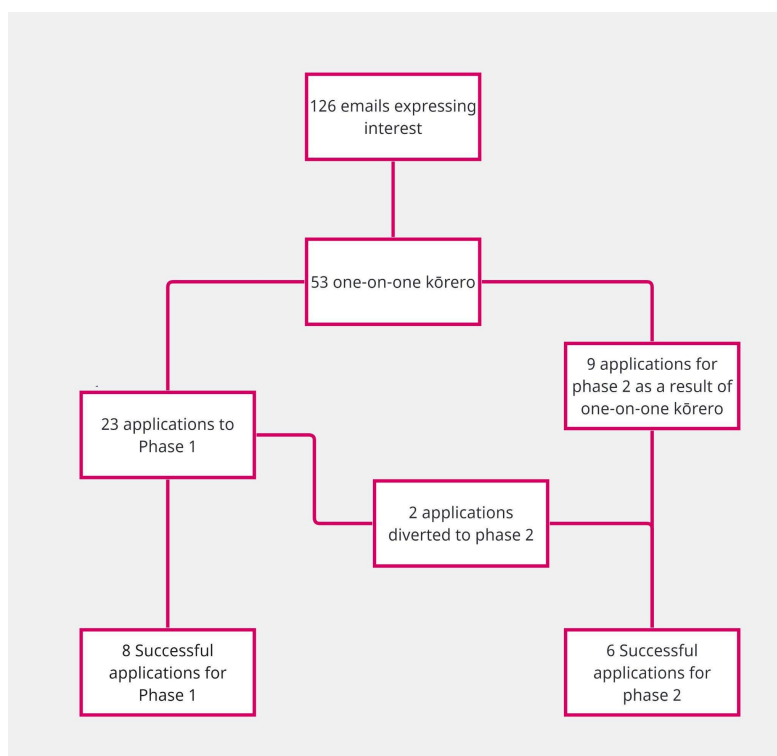 126 emails expressing
interest
53 one-on-one kōrero
9 applications for
phase 2 as a result of
one-on-one kōrero
23 applications to
Phase 1
2 applications
diverted to phase 2
8 Successful
applications for
Phase 1
6 Successful
applications for
phase 2